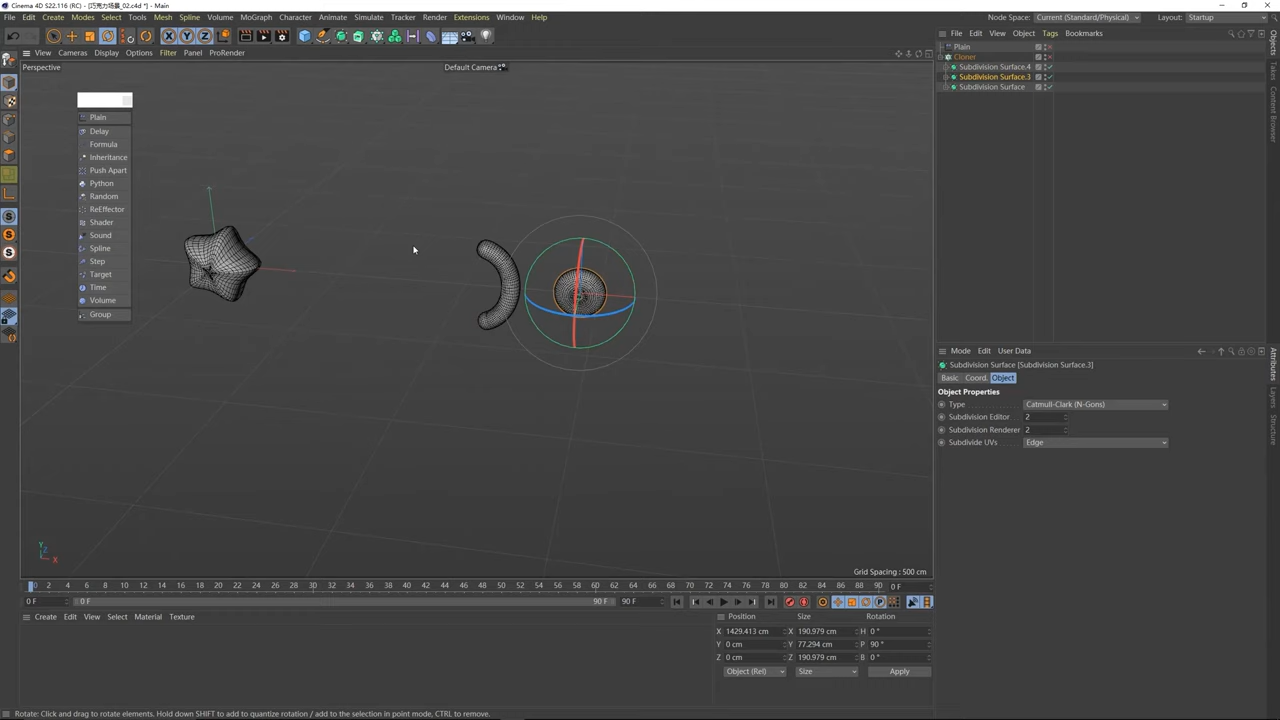 Cinema 4D S22.116 (RC) - [巧克力场景_02.c4d *] - Main
File Edit Create Modes Select Tools Mesh Spline Volume MoGraph Character Animate Simulate Tracker Render Extensions Window Help
Node Space: Current (Standard/Physical) Layout: Startup
View Cameras Display Options Filter Panel ProRender
File Edit View Object Tags Bookmarks
Perspective
Default Camera
Plain
Cloner
Subdivision Surface.4
Subdivision Surface.3
Subdivision Surface
Objects
Takes
Content Browser
Plain
Delay
Formula
Inheritance
Push Apart
Python
Random
ReEffector
Shader
Sound
Spline
Step
Target
Time
Volume
Group
Mode Edit User Data
Subdivision Surface [Subdivision Surface.3]
Basic Coord. Object
Object Properties
Type Catmull-Clark (N-Gons)
Subdivision Editor 2
Subdivision Renderer 2
Subdivide UVs Edge
Attributes
Layers
Structure
Y
Z
X
Grid Spacing : 500 cm
0 2 4 6 8 10 12 14 16 18 20 22 24 26 28 30 32 34 36 38 40 42 44 46 48 50 52 54 56 58 60 62 64 66 68 70 72 74 76 78 80 82 84 86 88 90 0 F
0 F 0 F 90 F 90 F
Create Edit View Select Material Texture
Position Size Rotation
X 1429.413 cm X 190.979 cm H 0 °
Y 0 cm Y 77.294 cm P 90 °
Z 0 cm Z 190.979 cm B 0 °
Object (Rel) Size Apply
Rotate: Click and drag to rotate elements. Hold down SHIFT to add to quantize rotation / add to the selection in point mode, CTRL to remove.